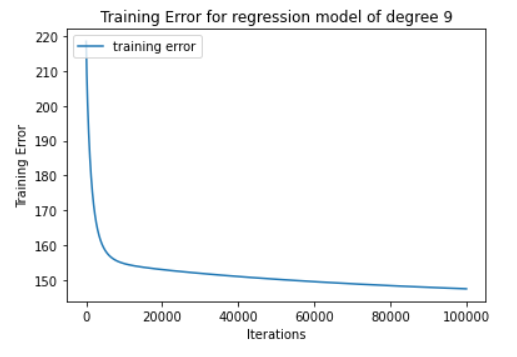 Training Error for regression model of degree 9
training error
220
210
200
190
180
170
160
150
Training Error
0 20000 40000 60000 80000 100000
Iterations